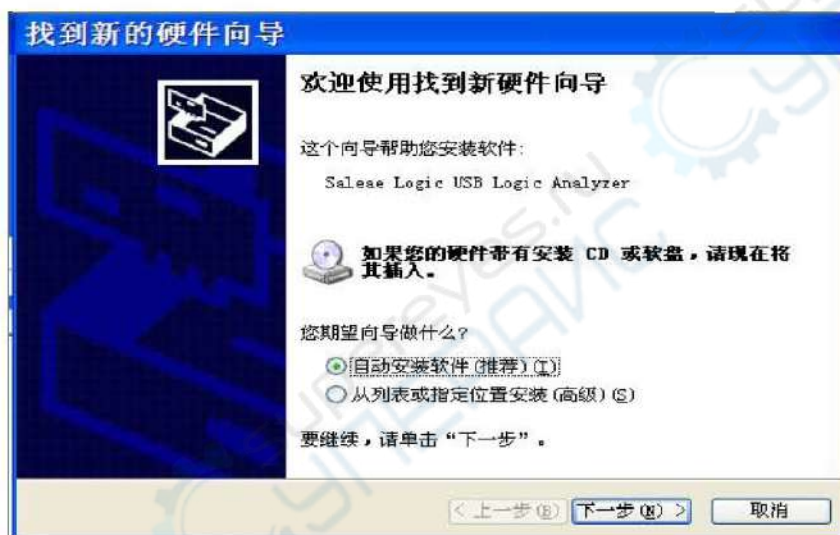 找到新的硬件向导
欢迎使用找到新硬件向导
这个向导帮助您安装软件:
Saleae Logic USB Logic Analyzer
如果您的硬件带有安装 CD 或软盘，请现在将
其插入。
您期望向导做什么?
自动安装软件(推荐)(I)
从列表或指定位置安装(高级)(S)
要继续，请单击“下一步”。
< 上一步(B) 下一步(N) > 取消